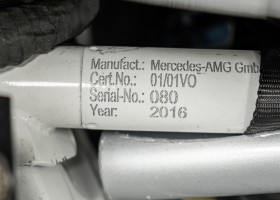 Manufact.: Mercedes-AMG Gmb
Cert.No.: 01/01VO
Serial-No.: 080
Year: 2016